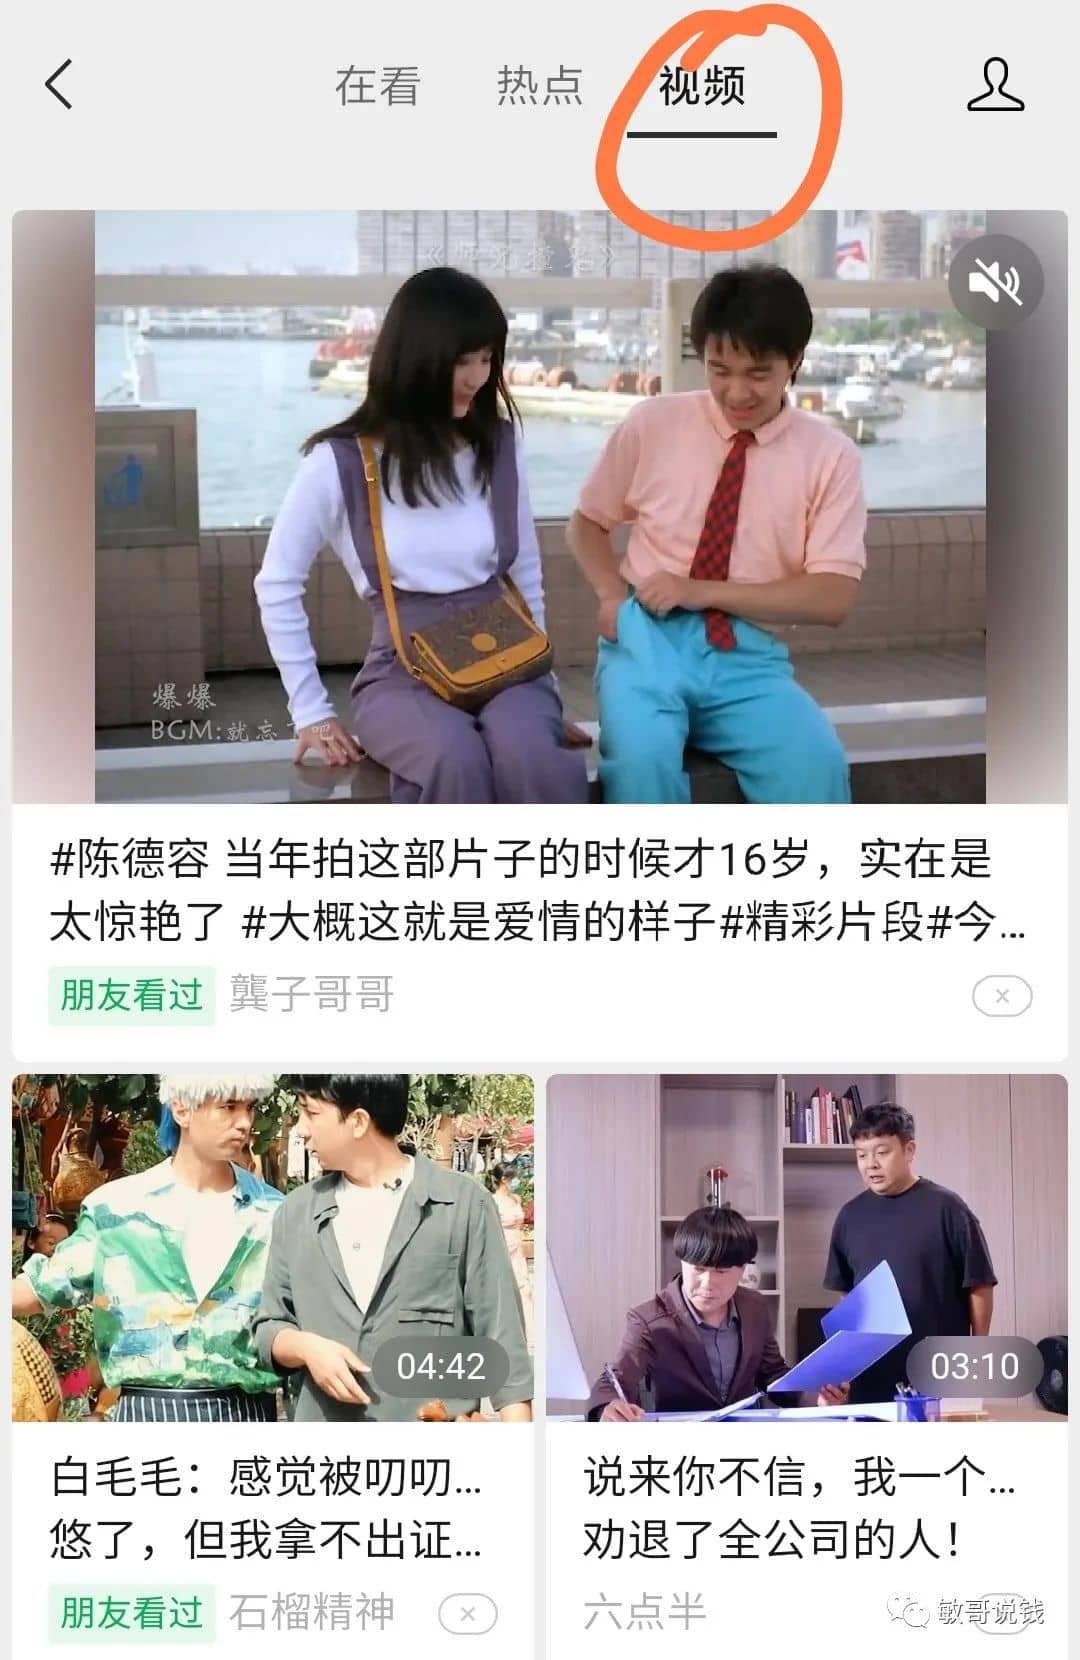 在看 热点 视频
爆爆
BGM:就忘了吧
#陈德容 当年拍这部片子的时候才16岁，实在是
太惊艳了 #大概这就是爱情的样子#精彩片段#今...
朋友看过 龚子哥哥
04:42
白毛毛：感觉被叨叨...
悠了，但我拿不出证...
朋友看过 石榴精神
03:10
说来你不信，我一个...
劝退了全公司的人！
六点半
敏哥说钱